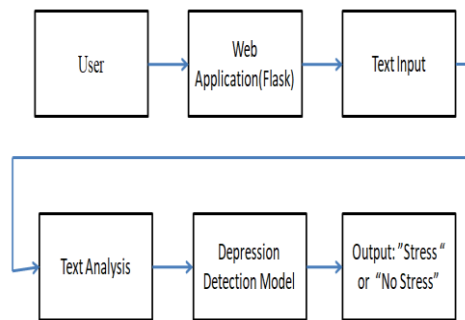 User
Web
Application(Flask)
Text Input
Text Analysis
Depression
Detection Model
Output: ”Stress “
or “No Stress”